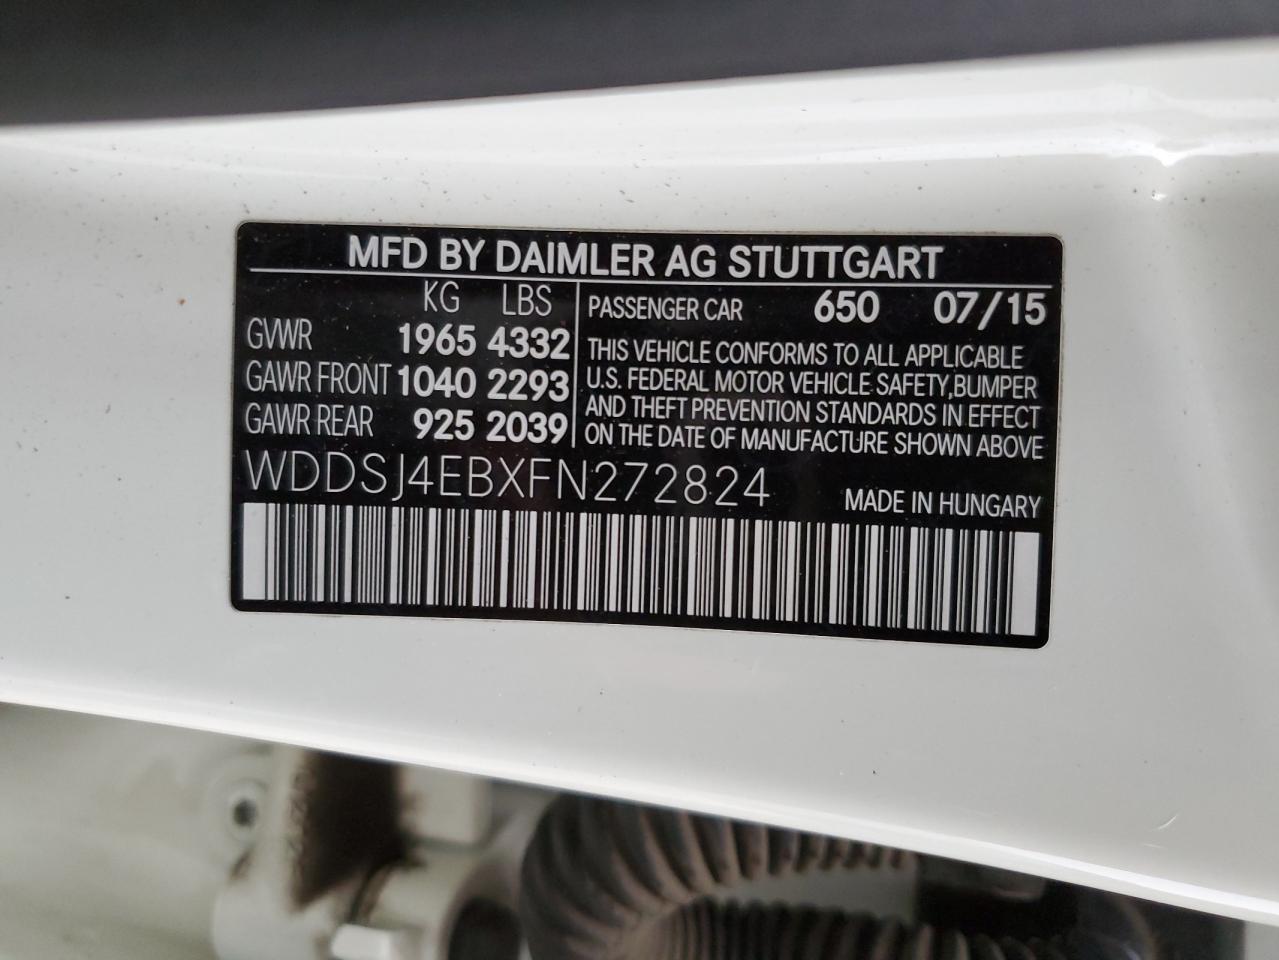 MFD BY DAIMLER AG STUTTGART
KG LBS
GVWR 1965 4332
GAWR FRONT 1040 2293
GAWR REAR 925 2039
PASSENGER CAR 650 07/15
THIS VEHICLE CONFORMS TO ALL APPLICABLE
U.S. FEDERAL MOTOR VEHICLE SAFETY,BUMPER
AND THEFT PREVENTION STANDARDS IN EFFECT
ON THE DATE OF MANUFACTURE SHOWN ABOVE
WDDSJ4EBXFN272824
MADE IN HUNGARY